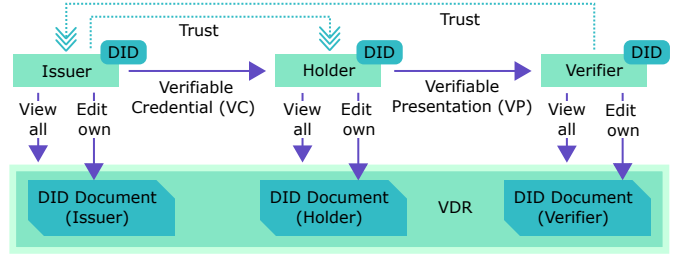 Trust
Trust
DID
DID
DID
Issuer
Holder
Verifier
Verifiable
Credential (VC)
Verifiable
Presentation (VP)
View
all
Edit
own
View
all
Edit
own
View
all
Edit
own
DID Document
(Issuer)
DID Document
(Holder)
VDR
DID Document
(Verifier)